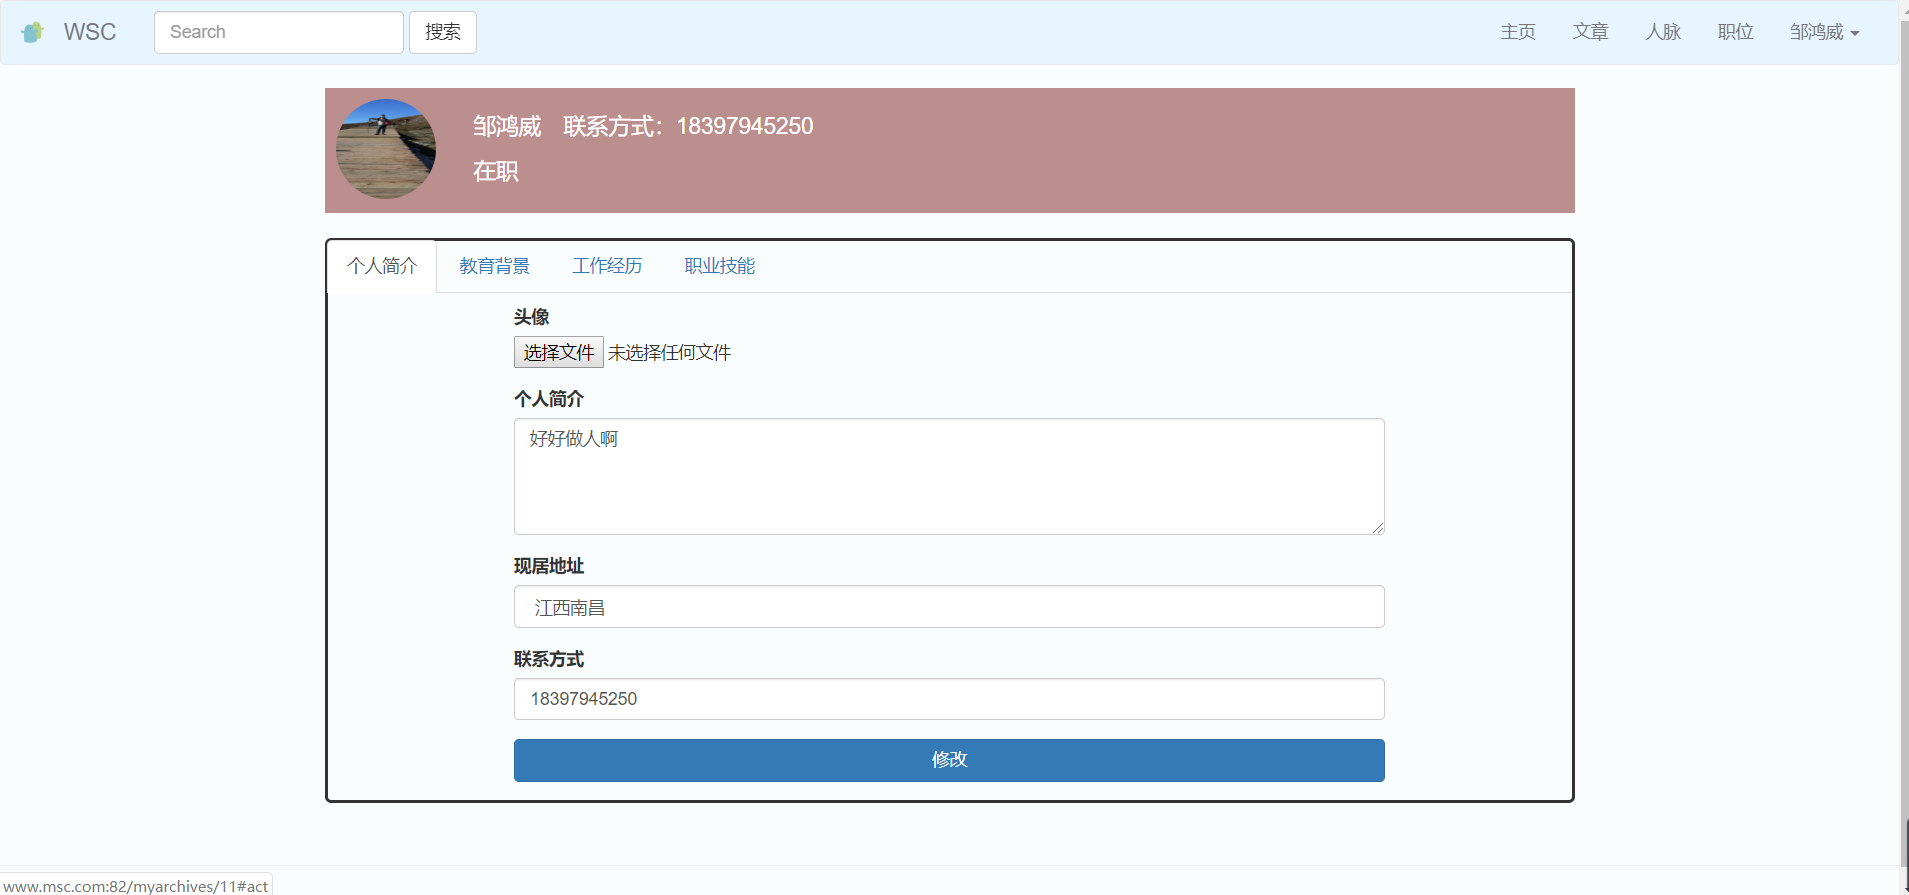 WSC Search 搜索 主页 文章 人脉 职位 邹鸿威
邹鸿威 联系方式：18397945250
在职
个人简介 教育背景 工作经历 职业技能
头像
选择文件 未选择任何文件
个人简介
好好做人啊
现居地址
江西南昌
联系方式
18397945250
修改
www.msc.com:82/myarchives/11#act